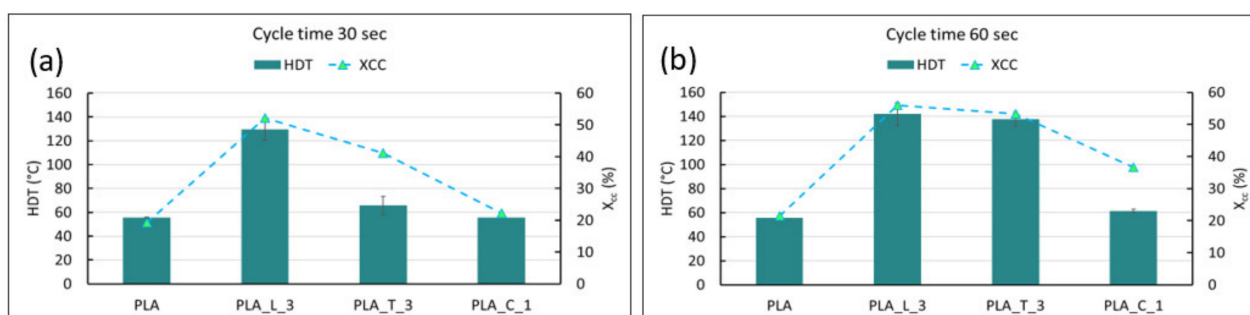 (a)
Cycle time 30 sec
HDT XCC
HDT (°C)
160
140
120
100
80
60
40
20
0
60
50
40
30
20
10
0
Xcc (%)
PLA PLA_L_3 PLA_T_3 PLA_C_1
(b)
Cycle time 60 sec
HDT XCC
HDT (°C)
160
140
120
100
80
60
40
20
0
60
50
40
30
20
10
0
Xcc (%)
PLA PLA_L_3 PLA_T_3 PLA_C_1